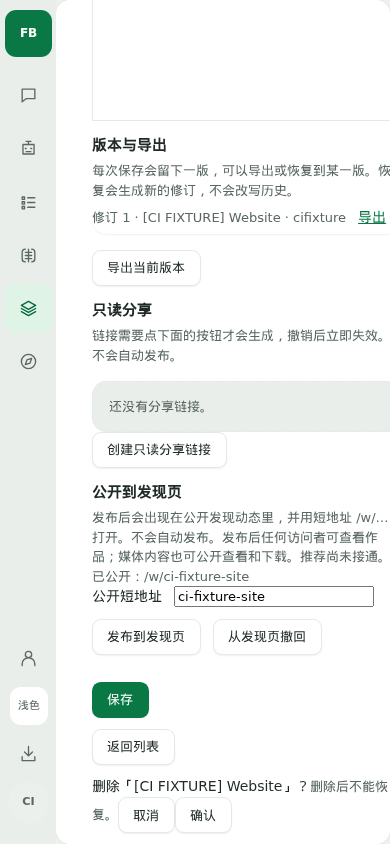 FB
版本与导出
每次保存会留下一版，可以导出或恢复到某一版。恢
复会生成新的修订，不会改写历史。
修订 1 · [CI FIXTURE] Website · cifixture 导出
导出当前版本
只读分享
链接需要点下面的按钮才会生成，撤销后立即失效。
不会自动发布。
还没有分享链接。
创建只读分享链接
公开到发现页
发布后会出现在公开发现动态里，并用短地址 /w/…
打开。不会自动发布。发布后任何访问者可查看作
品；媒体内容也可公开查看和下载。推荐尚未接通。
已公开：/w/ci-fixture-site
公开短地址 ci-fixture-site
发布到发现页 从发现页撤回
保存
浅色
返回列表
删除「[CI FIXTURE] Website」？删除后不能恢
复。 取消 确认
CI